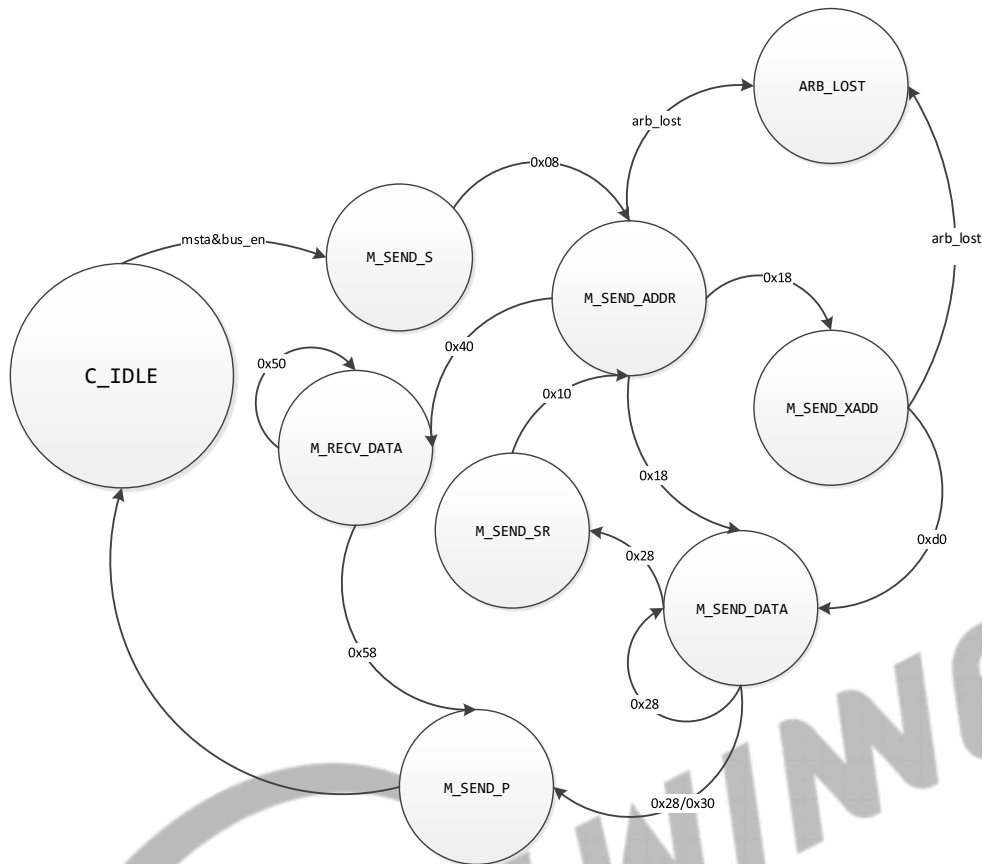 ARB_LOST
arb_lost
0x08
msta&bus_en
M_SEND_S
arb_lost
M_SEND_ADDR
0x18
0x40
0x50
C_IDLE
0x10
M_SEND_XADD
M_RECV_DATA
0x18
M_SEND_SR
0x28
0xd0
M_SEND_DATA
0x58
0x28
M_SEND_P
0x28/0x30